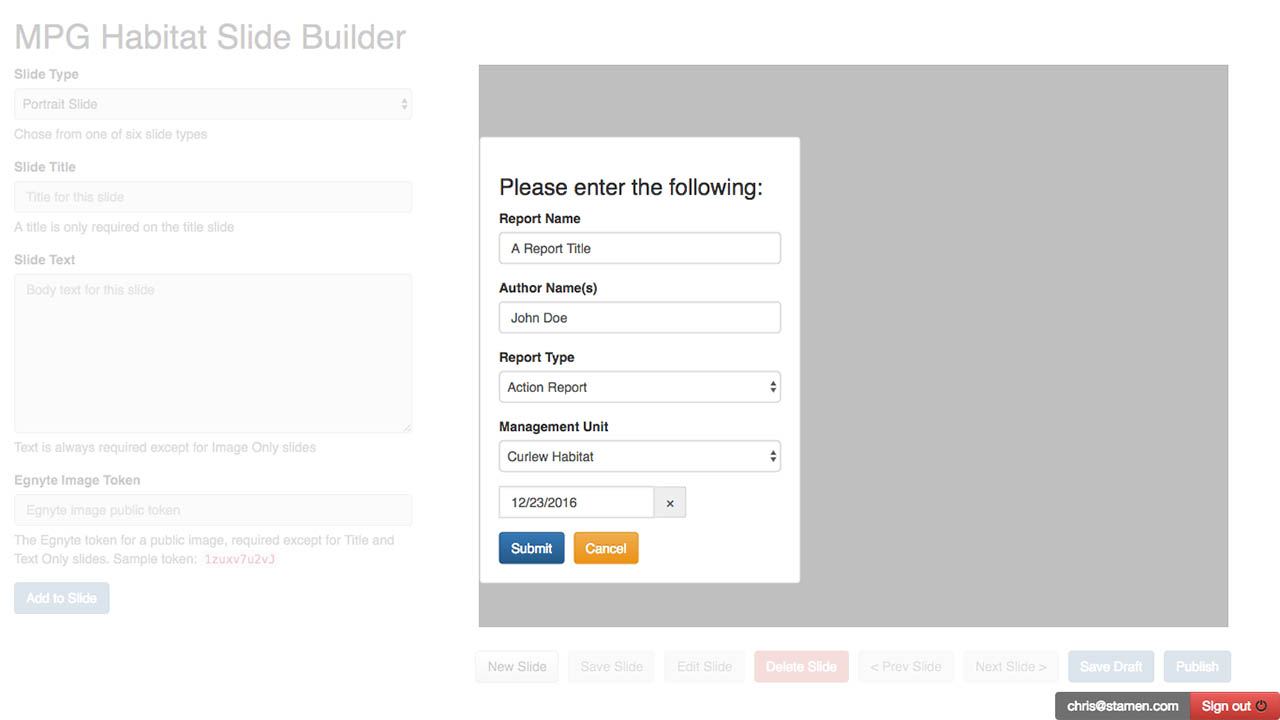 MPG Habitat Slide Builder
Slide Type
Portrait Slide
Chose from one of six slide types
Slide Title
Title for this slide
A title is only required on the title slide
Slide Text
Body text for this slide
Text is always required except for Image Only slides
Egnyte Image Token
Egnyte image public token
The Egnyte token for a public image, required except for Title and
Text Only slides. Sample token: 1zuxv7u2vJ
Add to Slide
Please enter the following:
Report Name
A Report Title
Author Name(s)
John Doe
Report Type
Action Report
Management Unit
Curlew Habitat
12/23/2016 ×
Submit Cancel
New Slide Save Slide Edit Slide Delete Slide < Prev Slide Next Slide > Save Draft Publish
chris@stamen.com Sign out